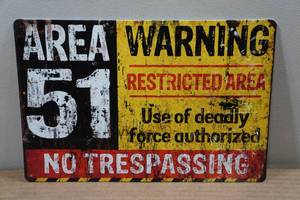 AREA
51
WARNING
RESTRICTED AREA
Use of deadly
force authorized
NO TRESPASSING